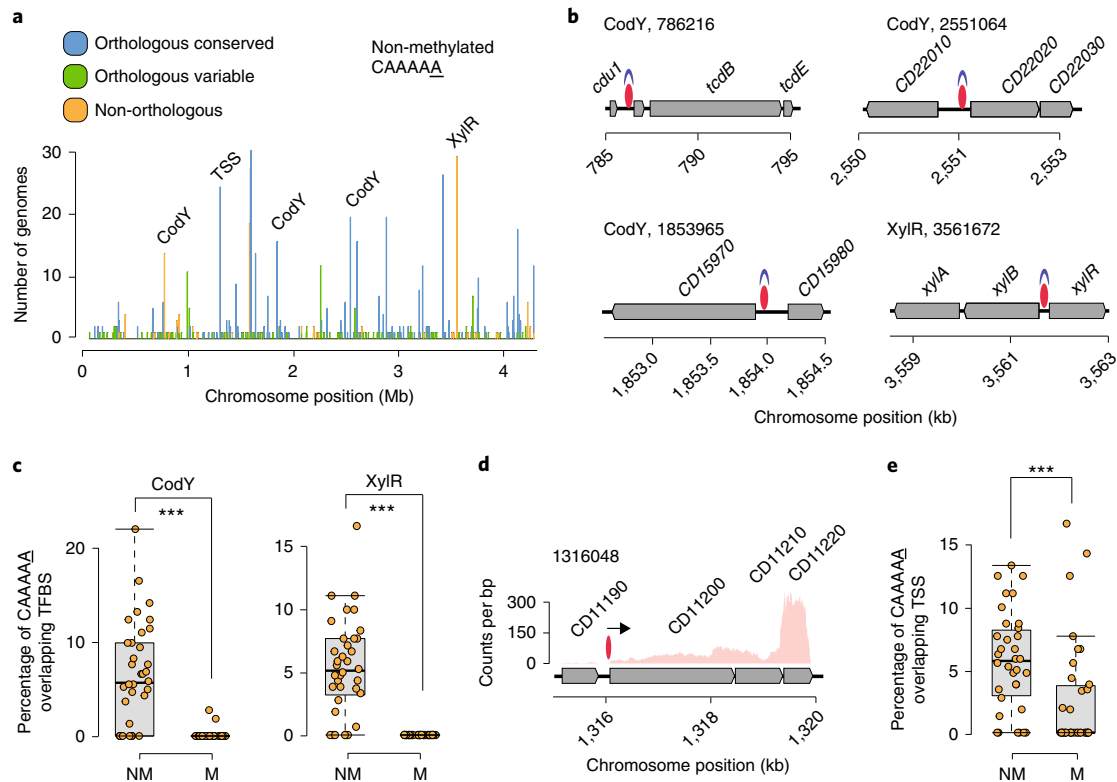 a
Orthologous conserved
Orthologous variable
Non-orthologous
Non-methylated
CAAAAA
Number of genomes
30
20
10
0
CodY
TSS
CodY
CodY
XylR
0
1
2
3
4
Chromosome position (Mb)
b
CodY, 786216
cdu1
tcdB
tcdE
785
790
795
CodY, 2551064
CD22010
CD22020
CD22030
2,550
2,551
2,553
CodY, 1853965
CD15970
CD15980
1,853.0
1,853.5
1,854.0
1,854.5
XylR, 3561672
xylA
xylB
xylR
3,559
3,561
3,563
Chromosome position (kb)
c
Percentage of CAAAAA
overlapping TFBS
CodY
***
20
10
0
NM
M
XylR
***
15
10
5
0
NM
M
d
1316048
Counts per bp
300
150
0
CD11190
CD11200
CD11210
CD11220
1,316
1,318
1,320
Chromosome position (kb)
e
Percentage of CAAAAA
overlapping TSS
***
15
10
5
0
NM
M